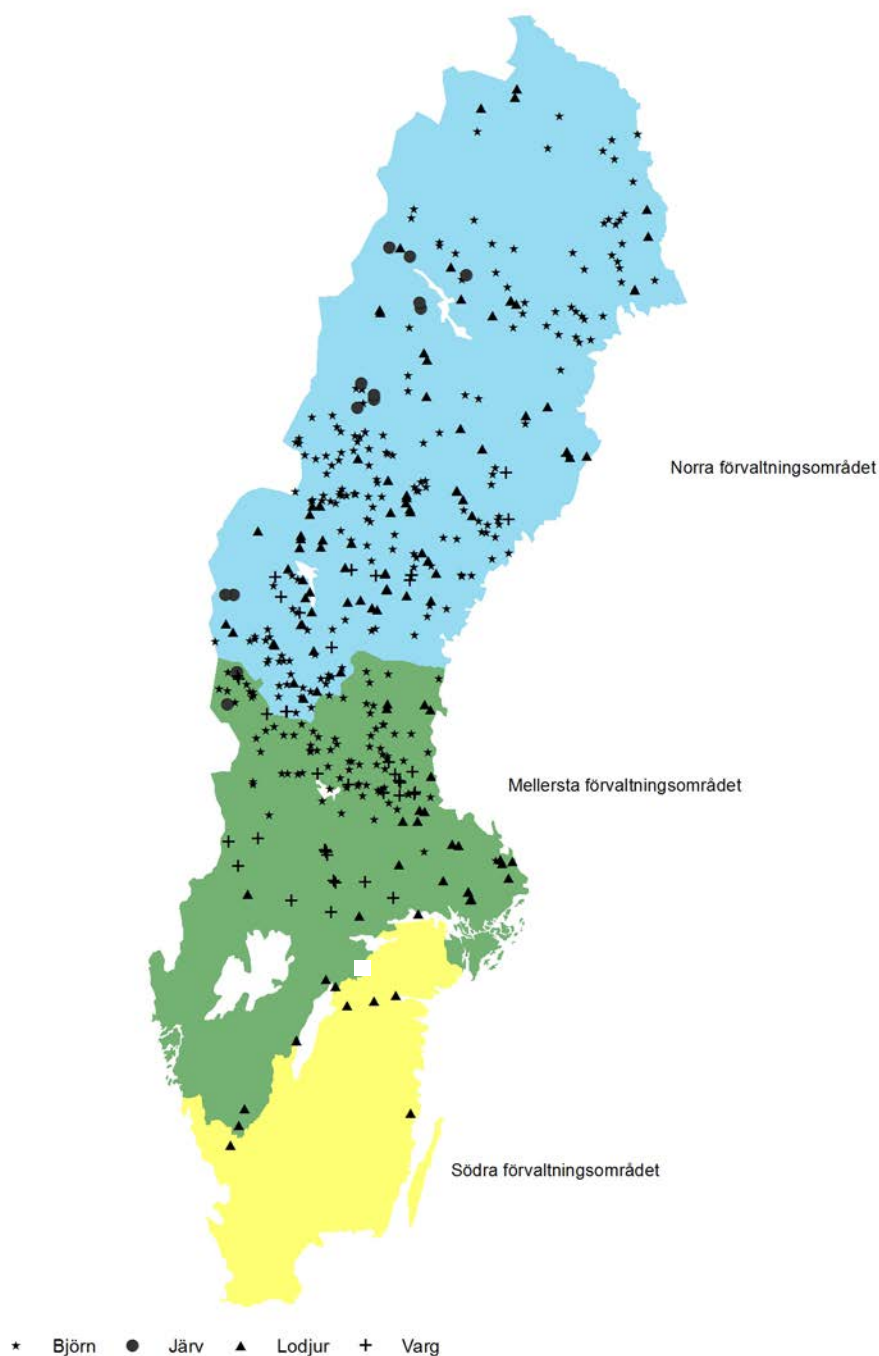 Norra förvaltningsområdet
Mellersta förvaltningsområdet
Södra förvaltningsområdet
Björn Järv Lodjur Varg